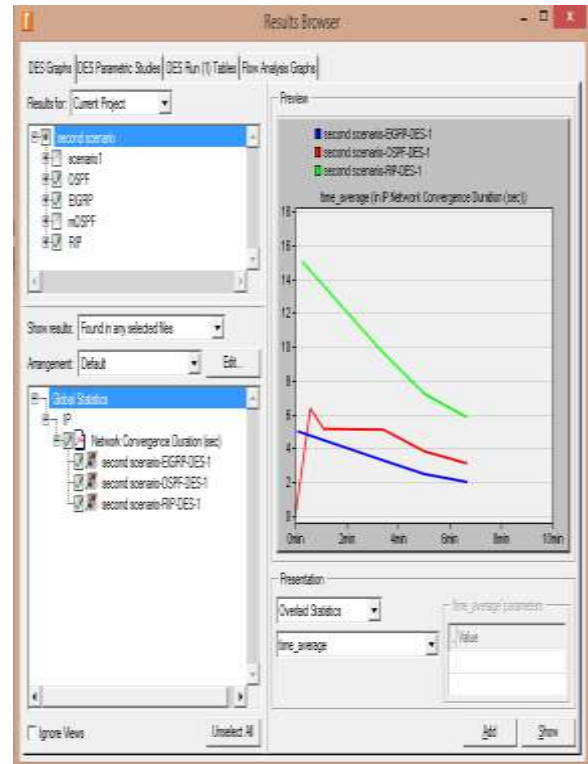 Results Browser
DES Graphs
DES Parametric Studies
DES Run (1) Tables
Flow Analysis Graphs
Results for: Current Project
second scenario
scenario1
OSPF
EIGRP
mOSPF
RIP
Show results: Found in any selected files
Arrangement: Default
Edit...
Global Statistics
IP
Network Convergence Duration (sec)
second scenario-EIGRP-DES-1
second scenario-OSPF-DES-1
second scenario-RIP-DES-1
Ignore Views
Unselect All
Preview
second scenario-EIGRP-DES-1
second scenario-OSPF-DES-1
second scenario-RIP-DES-1
time_average (in IP.Network Convergence Duration (sec))
18
16
14
12
10
8
6
4
2
0
0min 2min 4min 6min 8min 10min
Presentation
Overlaid Statistics
time_average
time_average parameters
Value
Add
Show